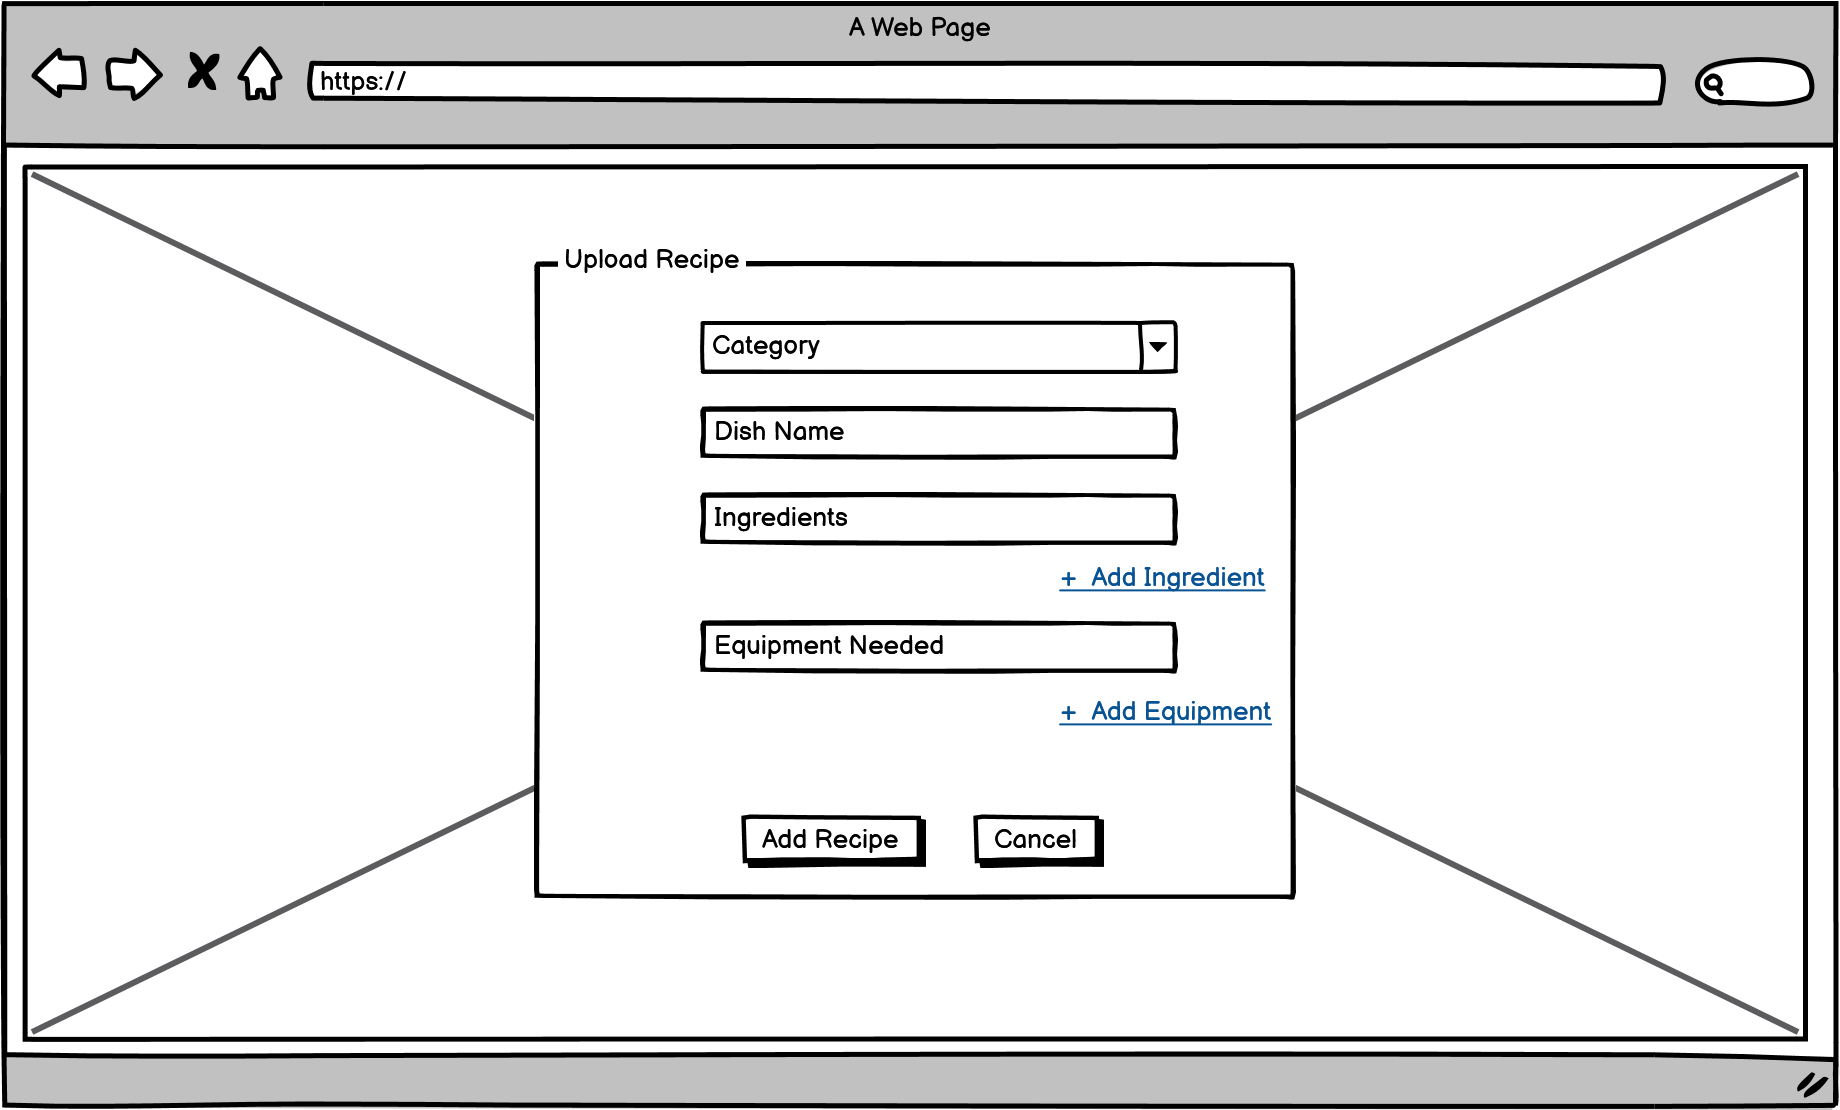 A Web Page
https://
Upload Recipe
Category
Dish Name
Ingredients
+ Add Ingredient
Equipment Needed
+ Add Equipment
Add Recipe
Cancel